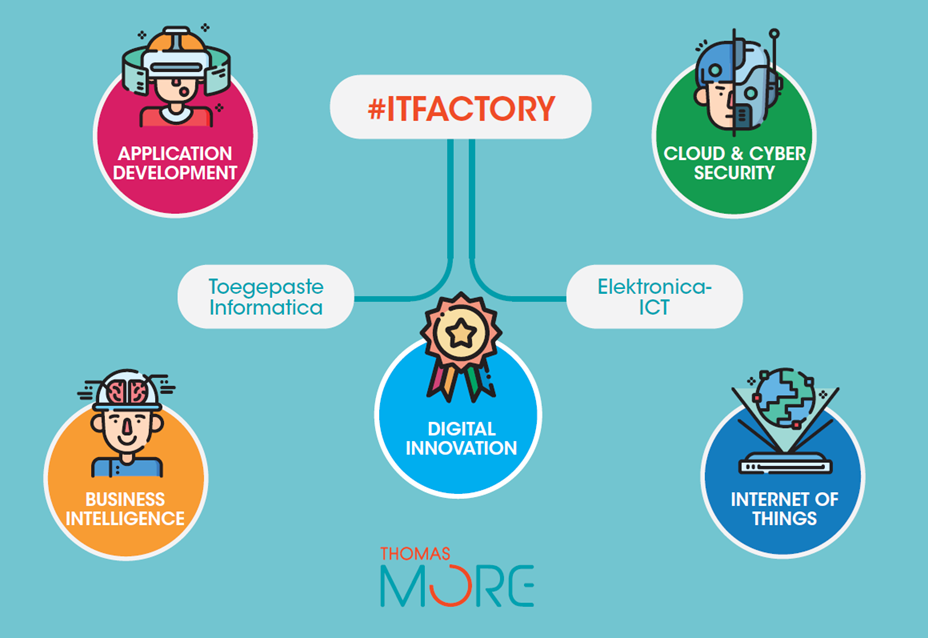 #ITFACTORY
APPLICATION
DEVELOPMENT
CLOUD & CYBER
SECURITY
Toegepaste
Informatica
Elektronica-
ICT
DIGITAL
INNOVATION
BUSINESS
INTELLIGENCE
INTERNET OF
THINGS
THOMAS
MORE